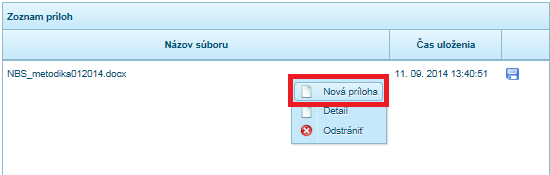 Zoznam príloh
Názov súboru Čas uloženia
NBS_metodika012014.docx 11. 09. 2014 13:40:51
Nová príloha
Detail
Odstrániť